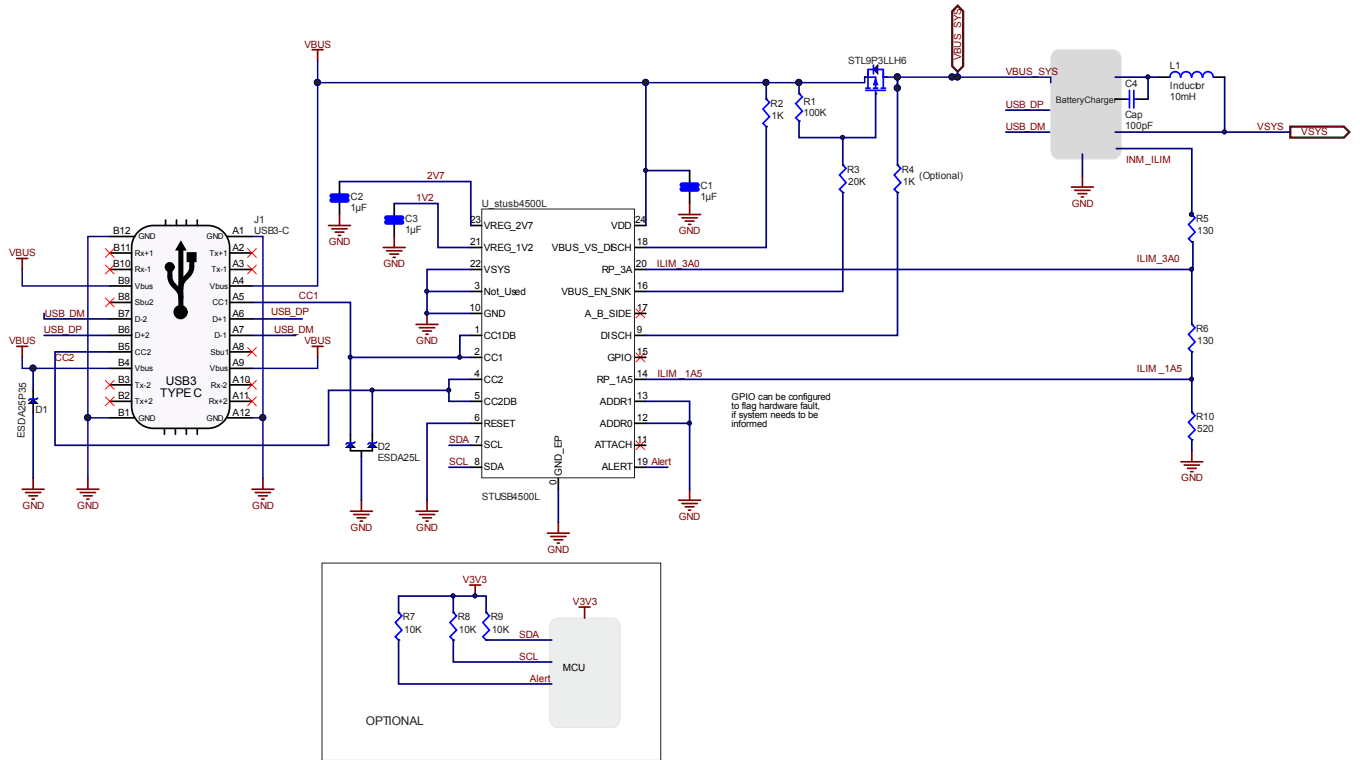 VBUS
VBUS_SYS
STL9P3LLH6
VBUS_SYS
USB_DP
USB_DM
BatteryCharger
C4
Cap
100pF
L1
Inductor
10mH
VSYS
VSYS
INM_ILIM
GND
R2
1K
R1
100K
R3
20K
R4
1K
(Optional)
C2
1µF
GND
2V7
C3
1µF
GND
1V2
C1
1µF
GND
R5
130
R6
130
R10
520
GND
ILIM_3A0
ILIM_1A5
U_stusb4500L
23 VREG_2V7
21 VREG_1V2
22 VSYS
3 Not_Used
10 GND
1 CC1DB
2 CC1
4 CC2
5 CC2DB
6 RESET
7 SCL
8 SDA
VDD 24
VBUS_VS_DISCH 18
RP_3A 20
VBUS_EN_SNK 16
A_B_SIDE 17
DISCH 9
GPIO 15
RP_1A5 14
ADDR1 13
ADDR0 12
ATTACH 11
ALERT 19
GND_EP
0
STUSB4500L
ILIM_3A0
ILIM_1A5
Alert
SDA
SCL
GND
GND
GND
GND
GPIO can be configured
to flag hardware fault,
if system needs to be
informed
J1
USB3-C
B12 GND
B11 Rx+1
B10 Rx-1
B9 Vbus
B8 Sbu2
B7 D-2
B6 D+2
B5 CC2
B4 Vbus
B3 Tx-2
B2 Tx+2
B1 GND
GND A1
Tx+1 A2
Tx-1 A3
Vbus A4
CC1 A5
D+1 A6
D-1 A7
Sbu1 A8
Vbus A9
Rx-2 A10
Rx+2 A11
GND A12
USB3
TYPE C
VBUS
USB_DM
USB_DP
VBUS
CC2
CC1
USB_DP
USB_DM
VBUS
ESDA25P35
D1
D2
ESDA25L
GND
GND
GND
GND
V3V3
R7
10K
R8
10K
R9
10K
SDA
SCL
Alert
V3V3
MCU
OPTIONAL